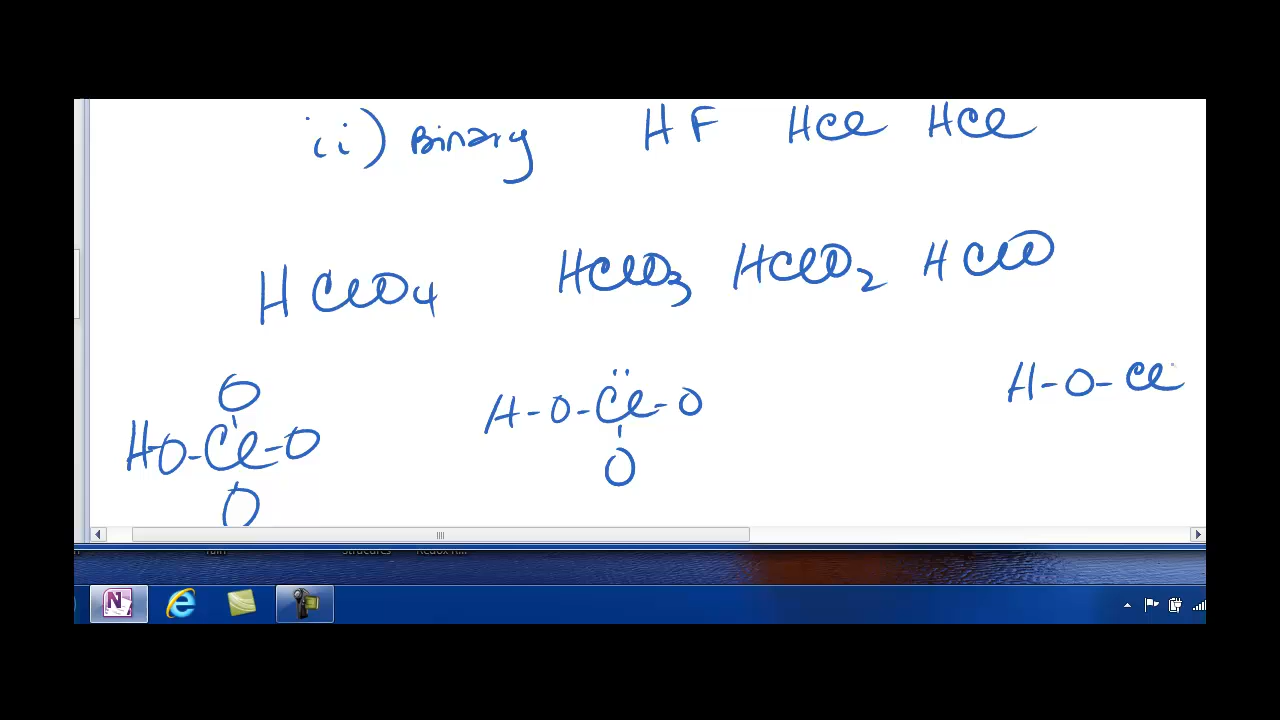 ii) Binary HF HCl HCl
HClO4 HClO3 HClO2 HClO
O
H-O-Cl-O H-O-Cl-O H-O-Cl
O O